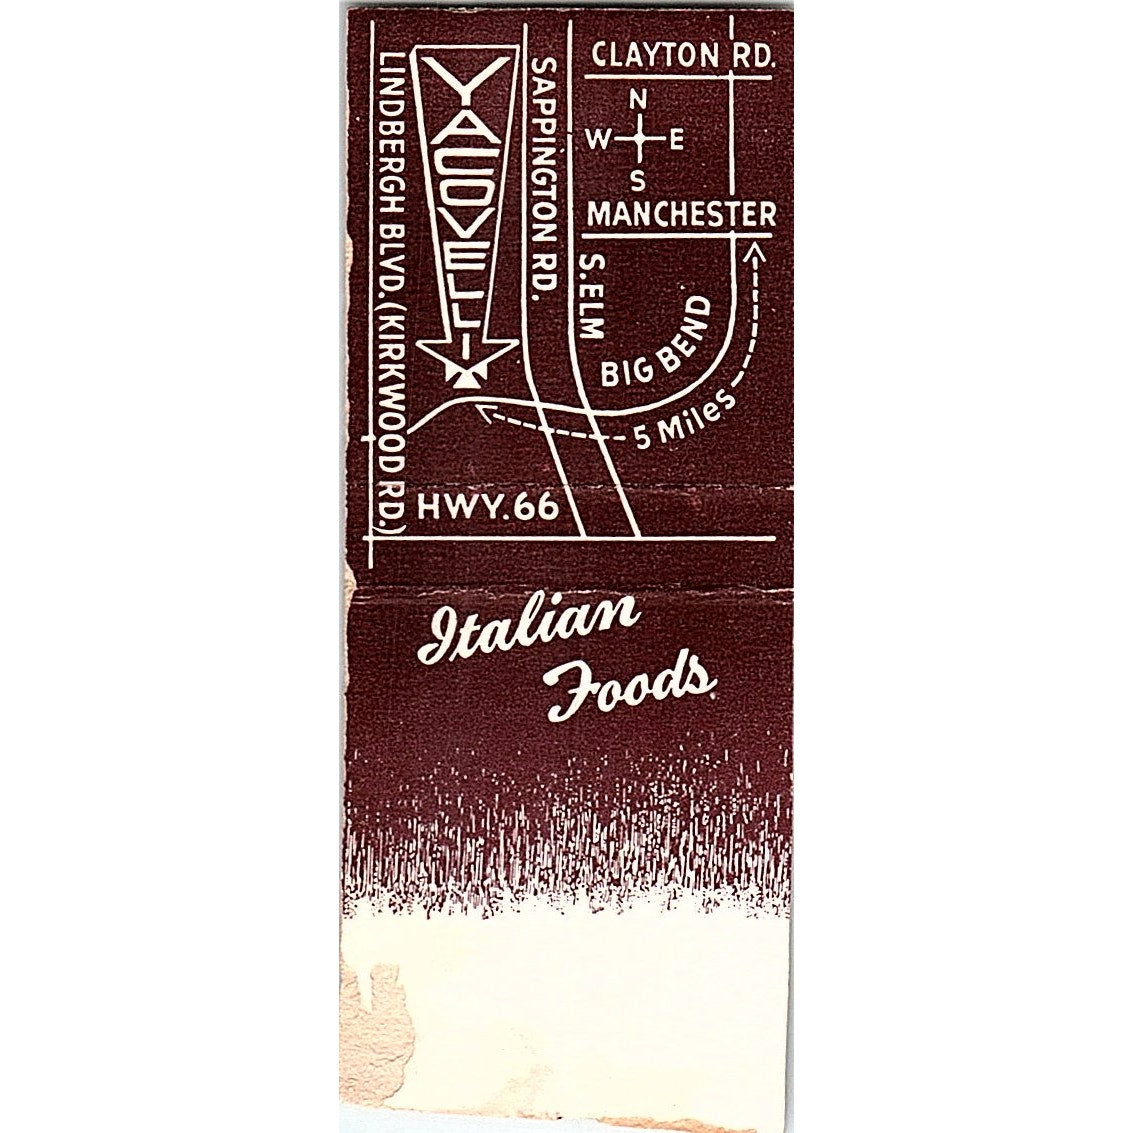 CLAYTON RD.
LINDBERGH BLVD. (KIRKWOOD RD.)
YACOVELLI
SAPPINGTON RD.
N
W E
S
MANCHESTER
S. ELM
BIG BEND
5 Miles
HWY. 66
Italian
Foods